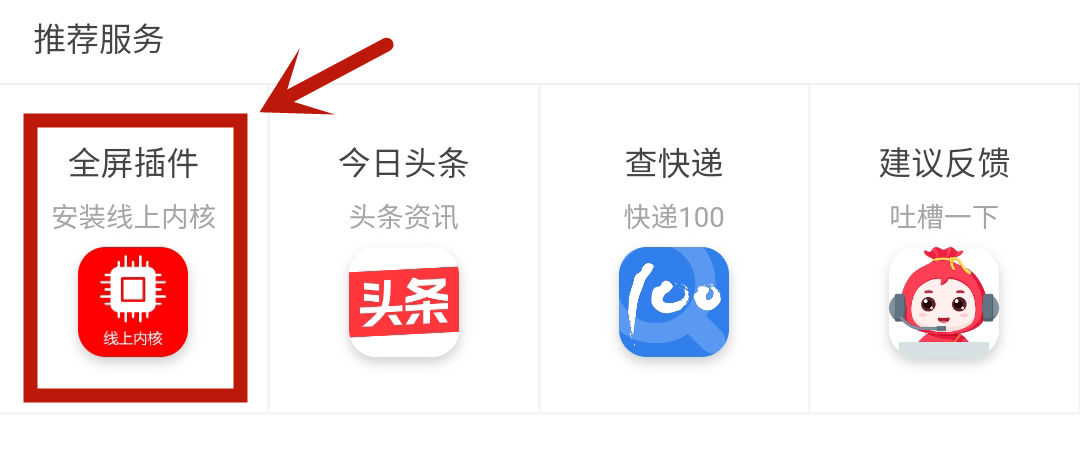 推荐服务
全屏插件
安装线上内核
线上内核
今日头条
头条资讯
头条
查快递
快递100
100
建议反馈
吐槽一下